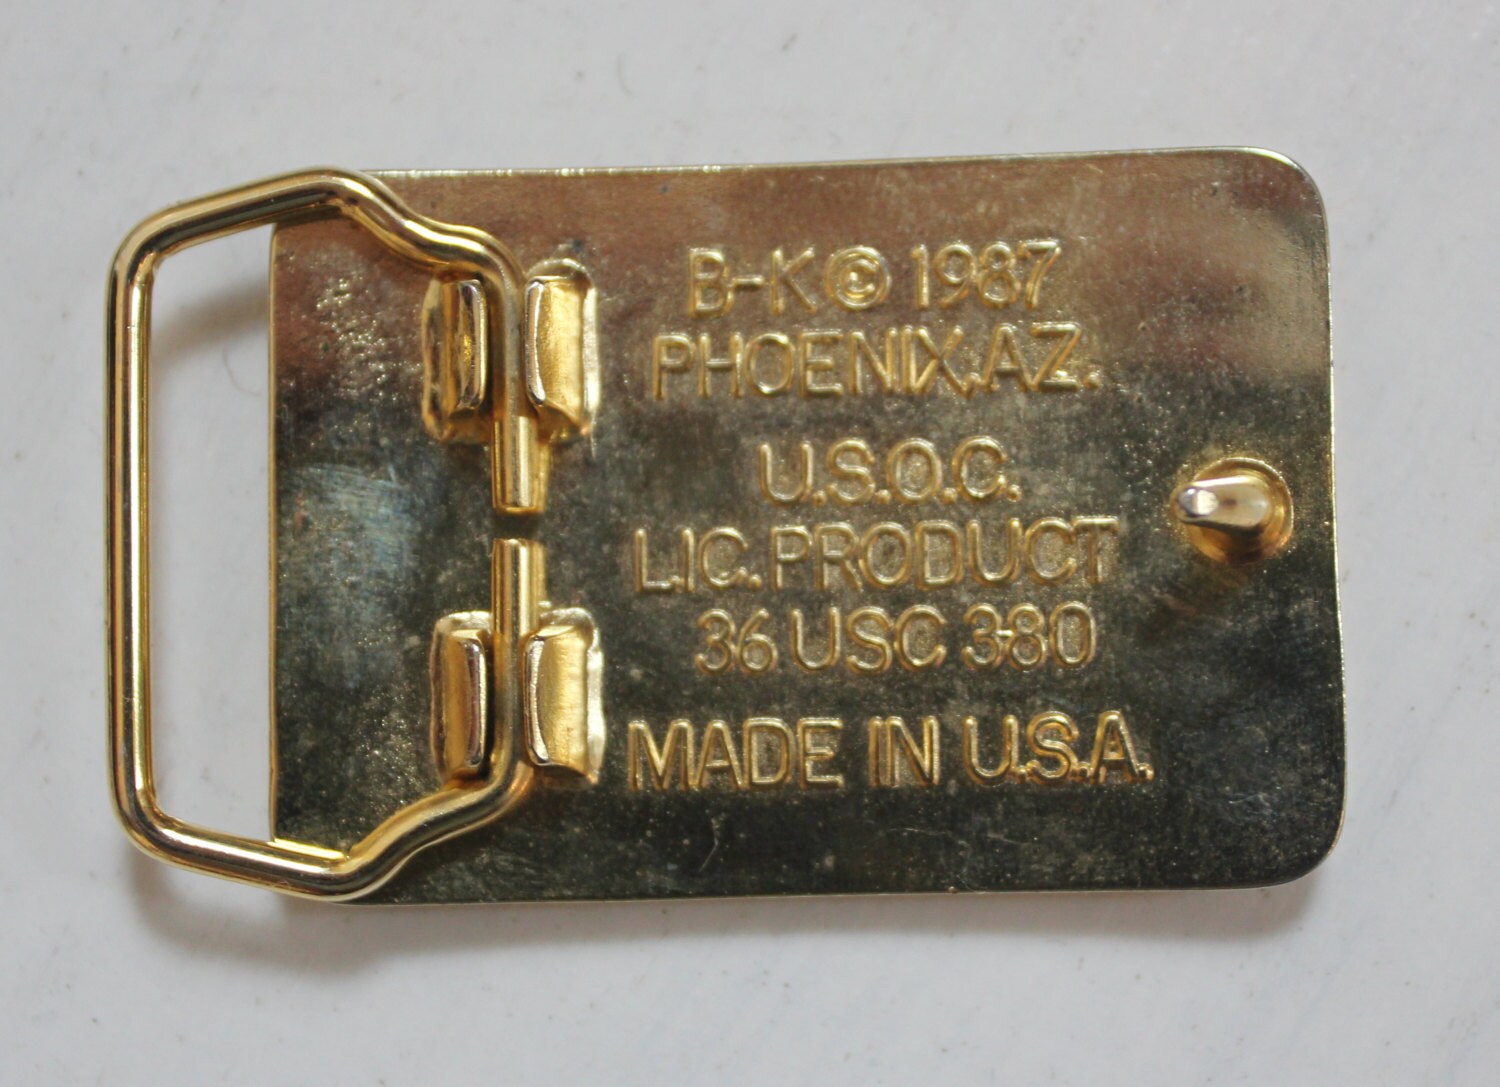 B-K © 1987
PHOENIX, AZ.
U.S.O.C.
LIC. PRODUCT
36 USC 380
MADE IN U.S.A.